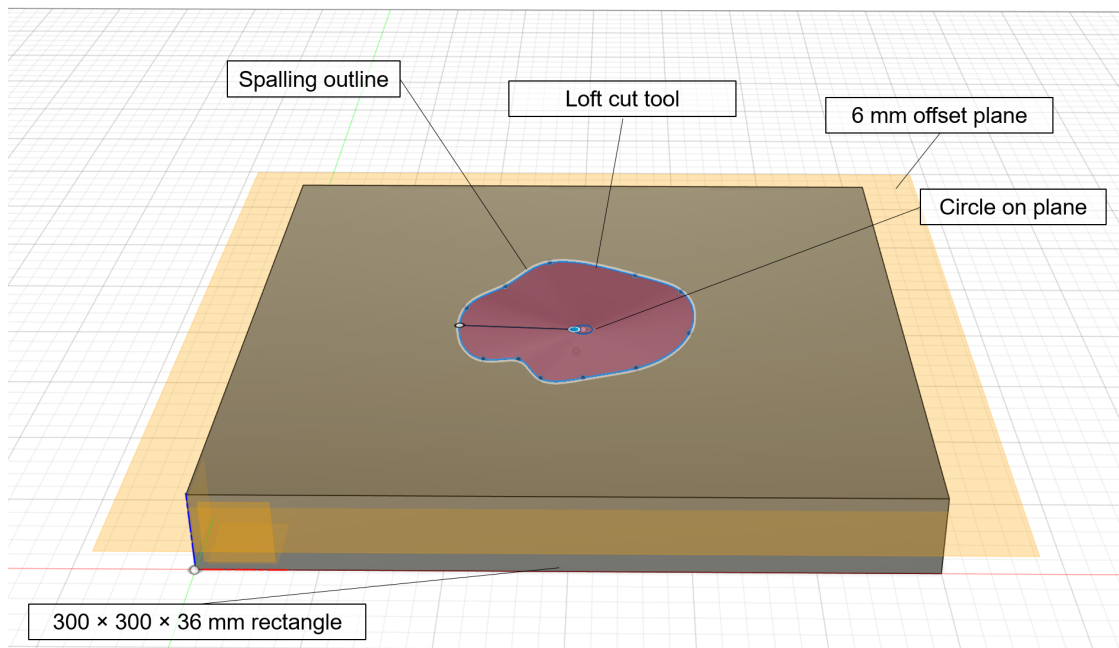 Spalling outline
Loft cut tool
6 mm offset plane
Circle on plane
300 × 300 × 36 mm rectangle